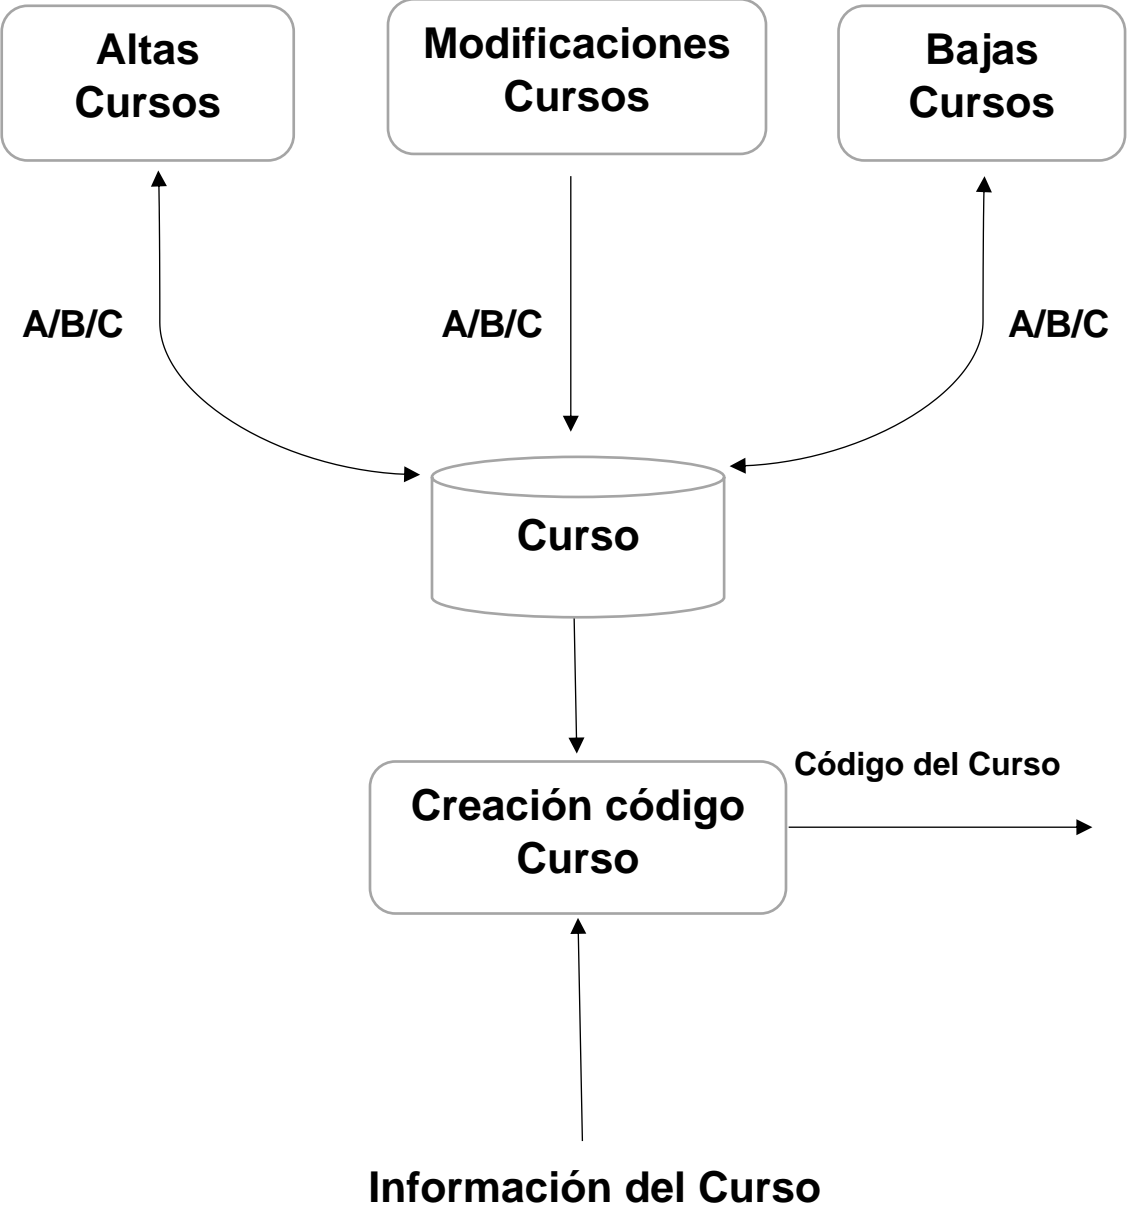 Altas
Cursos
Modificaciones
Cursos
Bajas
Cursos
A/B/C
A/B/C
A/B/C
Curso
Código del Curso
Creación código
Curso
Información del Curso